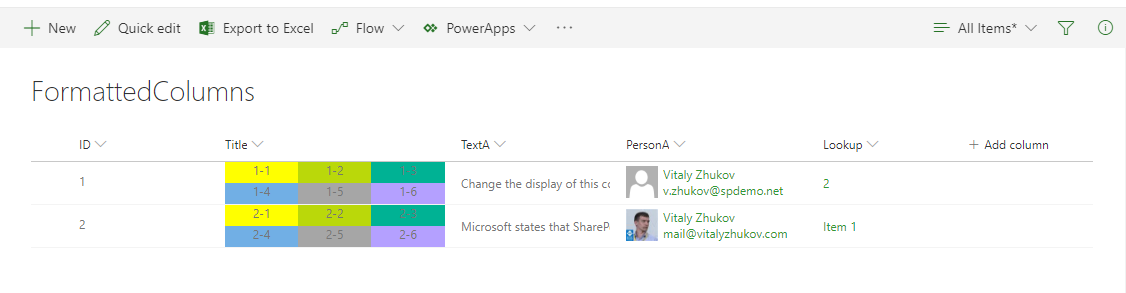 New Quick edit Export to Excel Flow PowerApps ... All Items*
FormattedColumns
ID Title TextA PersonA Lookup + Add column
1-1 1-2 1-3
1 Change the display of this co Vitaly Zhukov 2
1-4 1-5 1-6 v.zhukov@spdemo.net
2-1 2-2 2-3
2 Microsoft states that ShareP Vitaly Zhukov Item 1
2-4 2-5 2-6 mail@vitalyzhukov.com